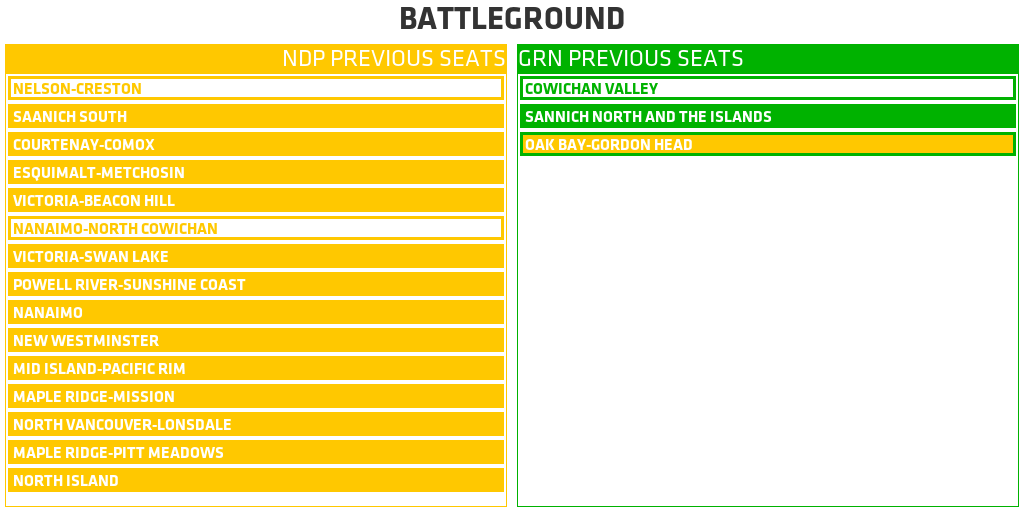 BATTLEGROUND
NDP PREVIOUS SEATS
NELSON-CRESTON
SAANICH SOUTH
COURTENAY-COMOX
ESQUIMALT-METCHOSIN
VICTORIA-BEACON HILL
NANAIMO-NORTH COWICHAN
VICTORIA-SWAN LAKE
POWELL RIVER-SUNSHINE COAST
NANAIMO
NEW WESTMINSTER
MID ISLAND-PACIFIC RIM
MAPLE RIDGE-MISSION
NORTH VANCOUVER-LONSDALE
MAPLE RIDGE-PITT MEADOWS
NORTH ISLAND
GRN PREVIOUS SEATS
COWICHAN VALLEY
SANNICH NORTH AND THE ISLANDS
OAK BAY-GORDON HEAD